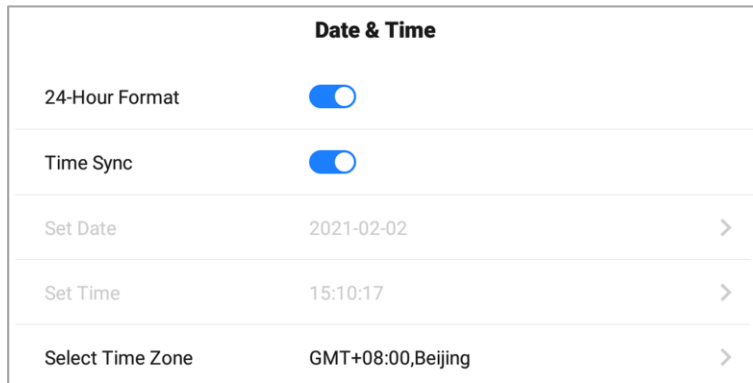 Date & Time
24-Hour Format
Time Sync
Set Date 2021-02-02
Set Time 15:10:17
Select Time Zone GMT+08:00,Beijing